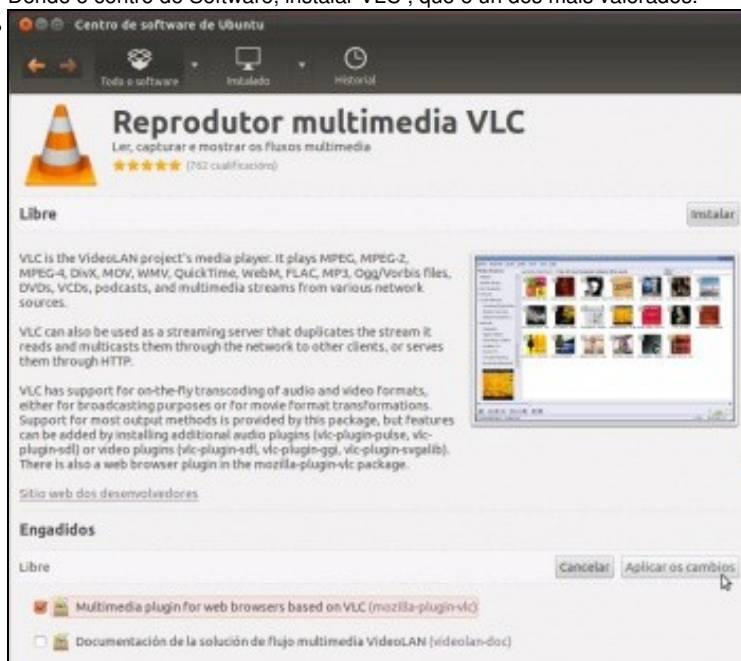 Dende o centro de Software, instalar VLC , que é un dos máis valorados.
Centro de software de Ubuntu
Todo o software
Instalado
Historial
Reprodutor multimedia VLC
Ler, capturar e mostrar os fluxos multimedia
(762 cualificacións)
Libre
Instalar
VLC is the VideoLAN project's media player. It plays MPEG, MPEG-2,
MPEG-4, DivX, MOV, WMV, QuickTime, WebM, FLAC, MP3, Ogg/Vorbis files,
DVDs, VCDs, podcasts, and multimedia streams from various network
sources.
VLC can also be used as a streaming server that duplicates the stream it
reads and multicasts them through the network to other clients, or serves
them through HTTP.
VLC has support for on-the-fly transcoding of audio and video formats,
either for broadcasting purposes or for movie format transformations.
Support for most output methods is provided by this package, but features
can be added by installing additional audio plugins (vlc-plugin-pulse, vlc-
plugin-sdl) or video plugins (vlc-plugin-sdl, vlc-plugin-ggi, vlc-plugin-svgalib).
There is also a web browser plugin in the mozilla-plugin-vlc package.
Sitio web dos desenvolvedores
Engadidos
Libre
Cancelar
Aplicar os cambios
Multimedia plugin for web browsers based on VLC (mozilla-plugin-vlc)
Documentación de la solución de flujo multimedia VideoLAN (videolan-doc)